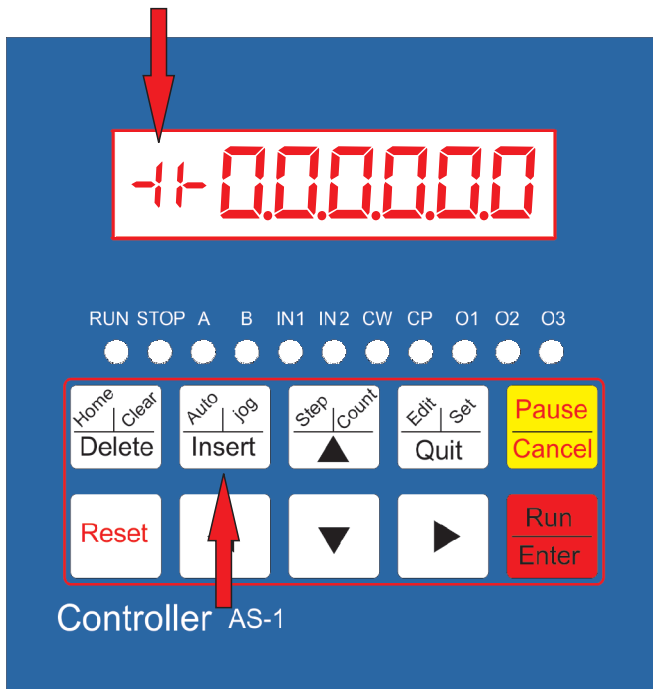 -11- 0.0.0.0.0.0
RUN STOP A B IN1 IN2 CW CP O1 O2 O3
Home Clear Delete
Auto jog Insert
Step Count
Edit Set Quit
Pause Cancel
Reset
Run Enter
Controller AS-1